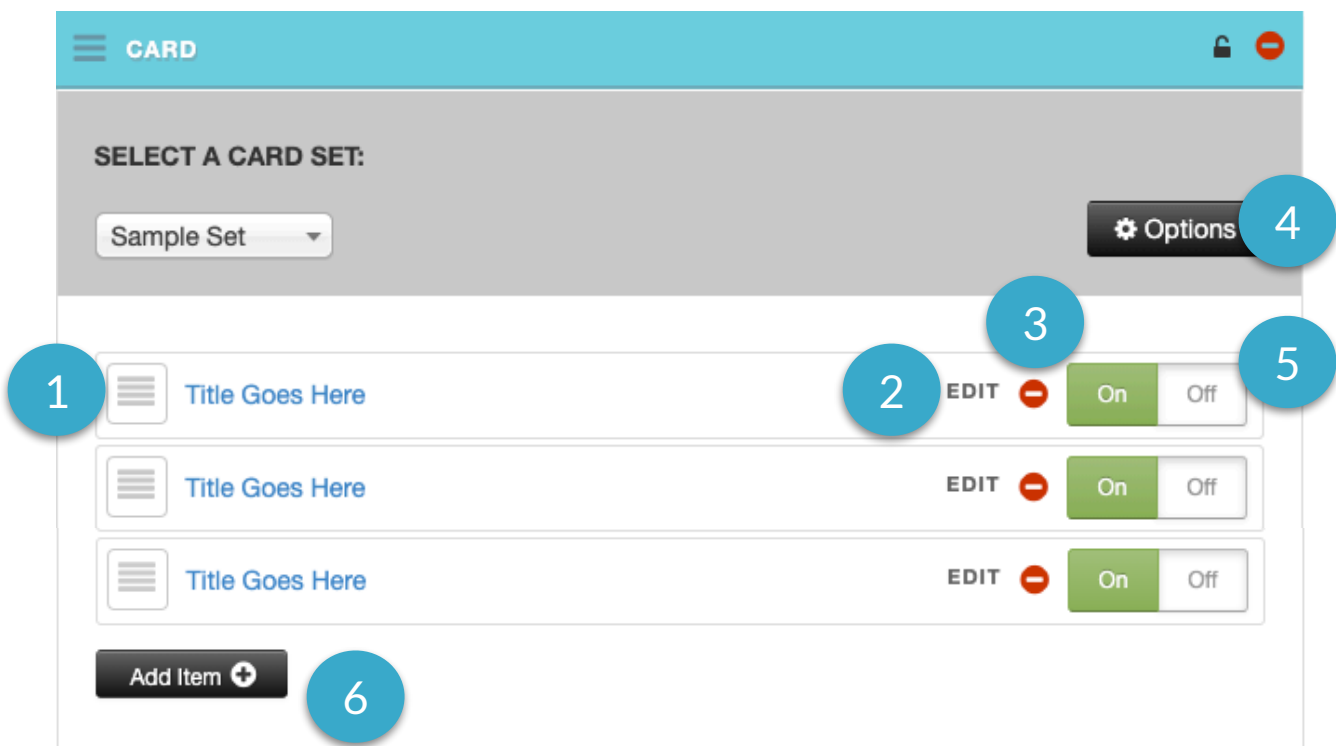 CARD
SELECT A CARD SET:
Sample Set
Options
4
3
5
1
Title Goes Here
2
EDIT
On
Off
Title Goes Here
EDIT
On
Off
Title Goes Here
EDIT
On
Off
Add Item
6